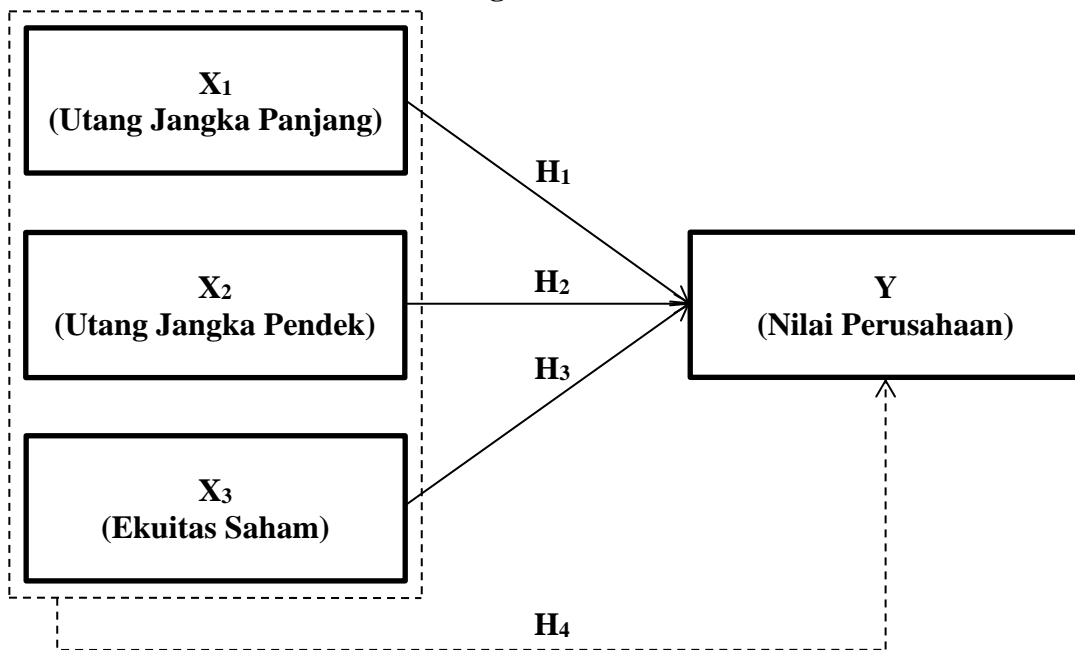 X₁
(Utang Jangka Panjang)
H₁
X₂
(Utang Jangka Pendek)
H₂
Y
(Nilai Perusahaan)
H₃
X₃
(Ekuitas Saham)
H₄